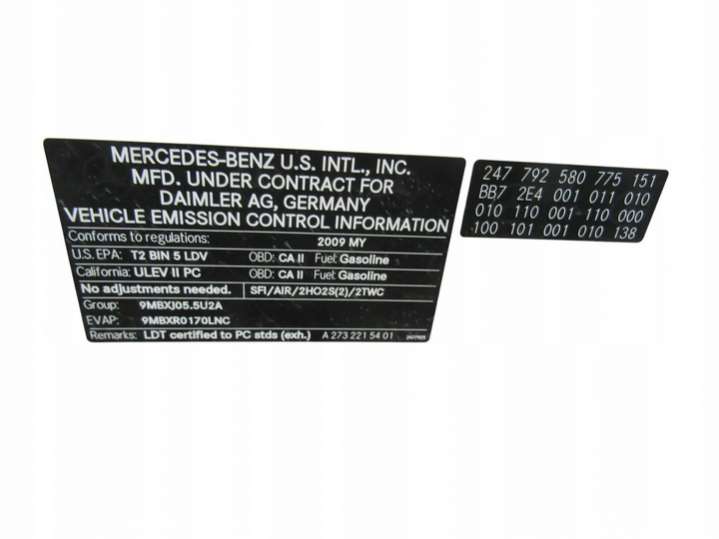 MERCEDES-BENZ U.S. INTL., INC.
MFD. UNDER CONTRACT FOR
DAIMLER AG, GERMANY
VEHICLE EMISSION CONTROL INFORMATION
Conforms to regulations: 2009 MY
U.S. EPA: T2 BIN 5 LDV OBD: CA II Fuel: Gasoline
California: ULEV II PC OBD: CA II Fuel: Gasoline
No adjustments needed. SFI/AIR/2HO2S(2)/2TWC
Group: 9MBXJ05.5U2A
EVAP: 9MBXR0170LNC
Remarks: LDT certified to PC stds (exh.) A 273 221 54 01
247 792 580 775 151
BB7 2E4 001 011 010
010 110 001 110 000
100 101 001 010 138